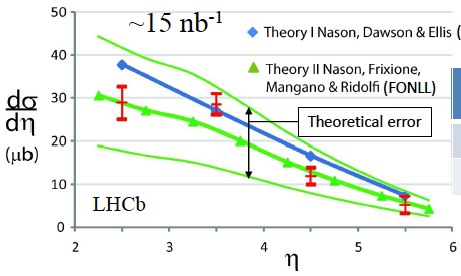 ~15 nb⁻¹
50
40
30
20
10
0
dσ
dη
(μb)
Theory I Nason, Dawson & Ellis (
Theory II Nason, Frixione,
Mangano & Ridolfi (FONLL)
Theoretical error
LHCb
2 3 4 5 6
η